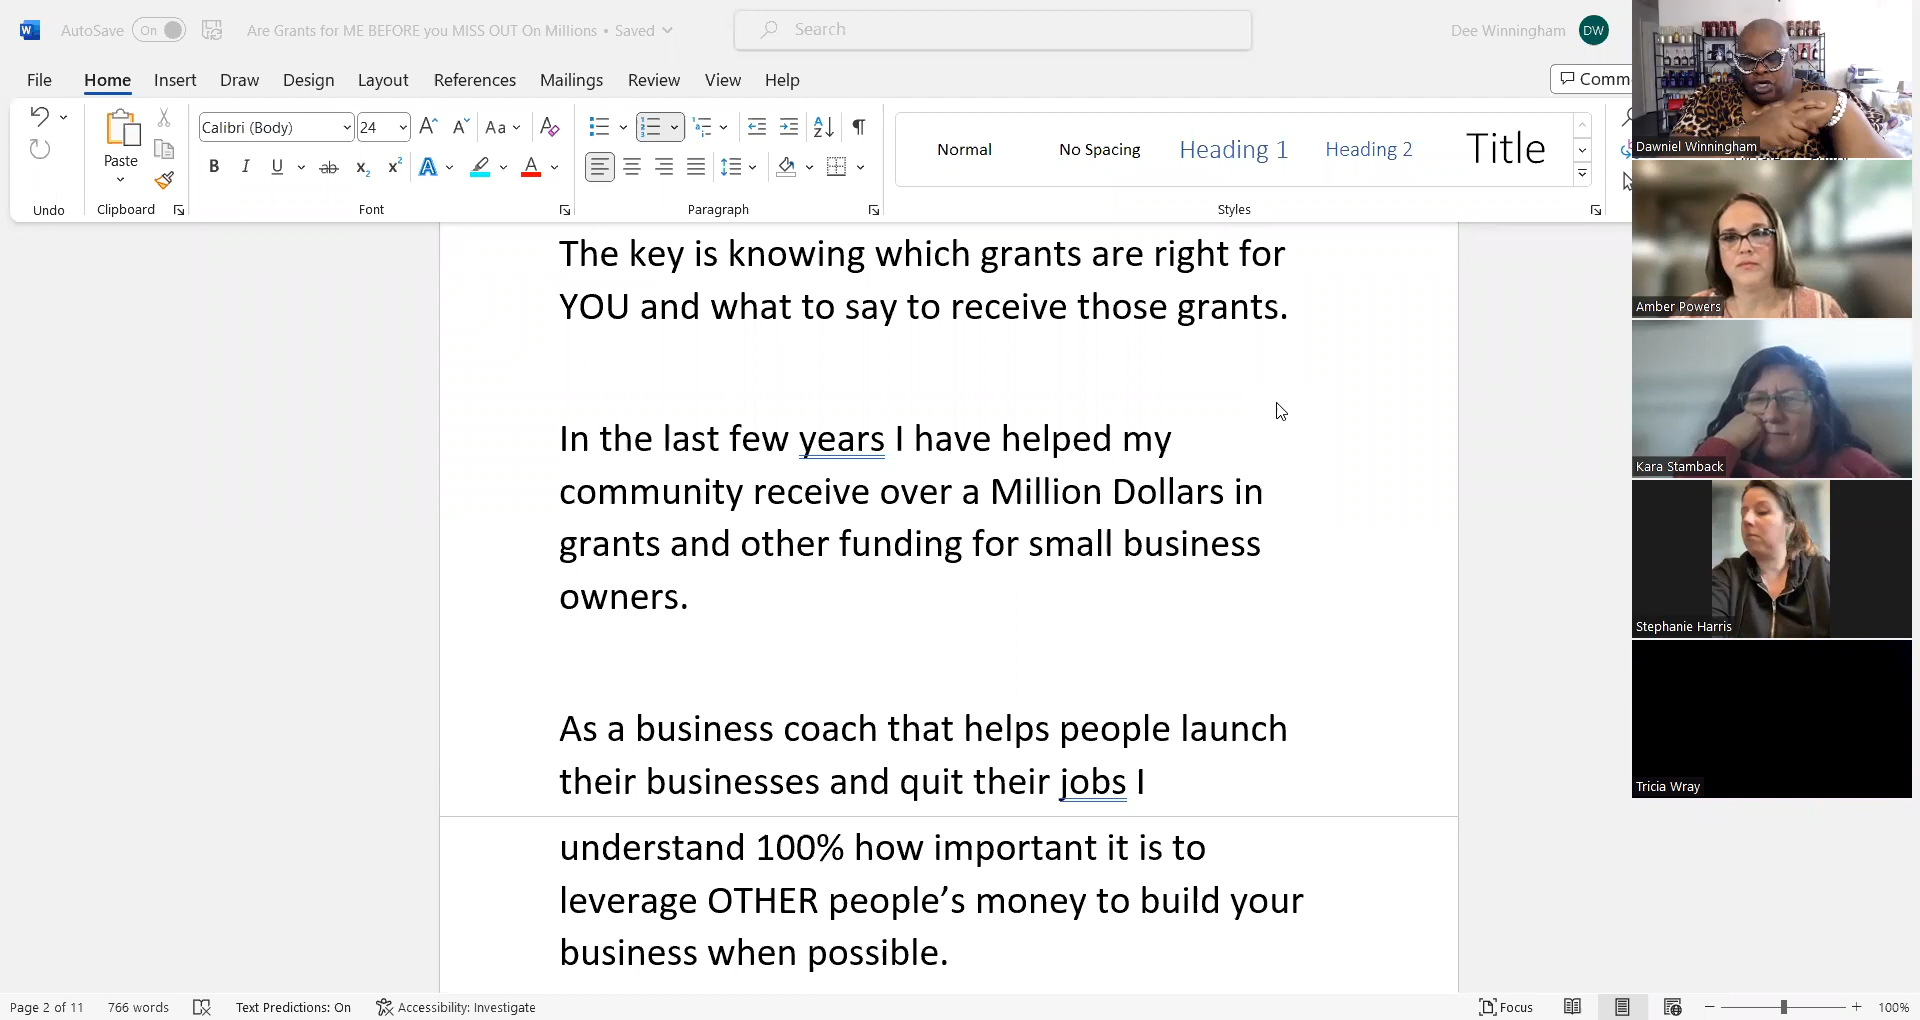 AutoSave On Are Grants for ME BEFORE you MISS OUT On Millions • Saved Search Dee Winningham DW
File Home Insert Draw Design Layout References Mailings Review View Help Comm
Calibri (Body) 24 Aa
Paste B I U ab x2 x2 A A
Normal No Spacing Heading 1 Heading 2 Title
Undo Clipboard Font Paragraph Styles
The key is knowing which grants are right for
YOU and what to say to receive those grants.
In the last few years I have helped my
community receive over a Million Dollars in
grants and other funding for small business
owners.
As a business coach that helps people launch
their businesses and quit their jobs I
understand 100% how important it is to
leverage OTHER people’s money to build your
business when possible.
Dawniel Winningham
Amber Powers
Kara Stamback
Stephanie Harris
Tricia Wray
Page 2 of 11 766 words Text Predictions: On Accessibility: Investigate Focus 100%